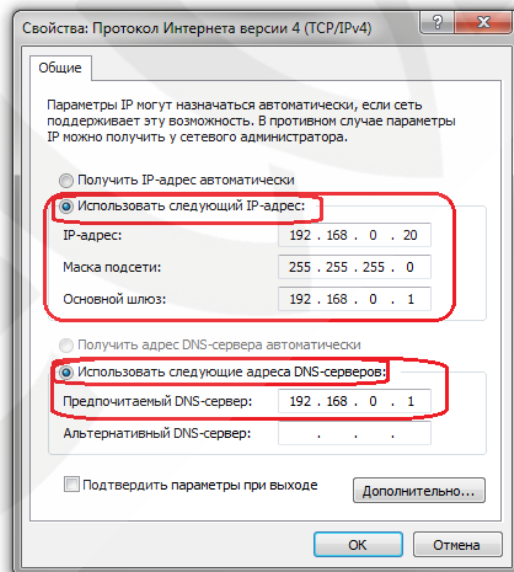 Свойства: Протокол Интернета версии 4 (TCP/IPv4)
?
X
Общие
Параметры IP могут назначаться автоматически, если сеть
поддерживает эту возможность. В противном случае параметры
IP можно получить у сетевого администратора.
Получить IP-адрес автоматически
Использовать следующий IP-адрес:
IP-адрес: 192 . 168 . 0 . 20
Маска подсети: 255 . 255 . 255 . 0
Основной шлюз: 192 . 168 . 0 . 1
Получить адрес DNS-сервера автоматически
Использовать следующие адреса DNS-серверов:
Предпочитаемый DNS-сервер: 192 . 168 . 0 . 1
Альтернативный DNS-сервер: . . .
Подтвердить параметры при выходе
Дополнительно...
ОК
Отмена